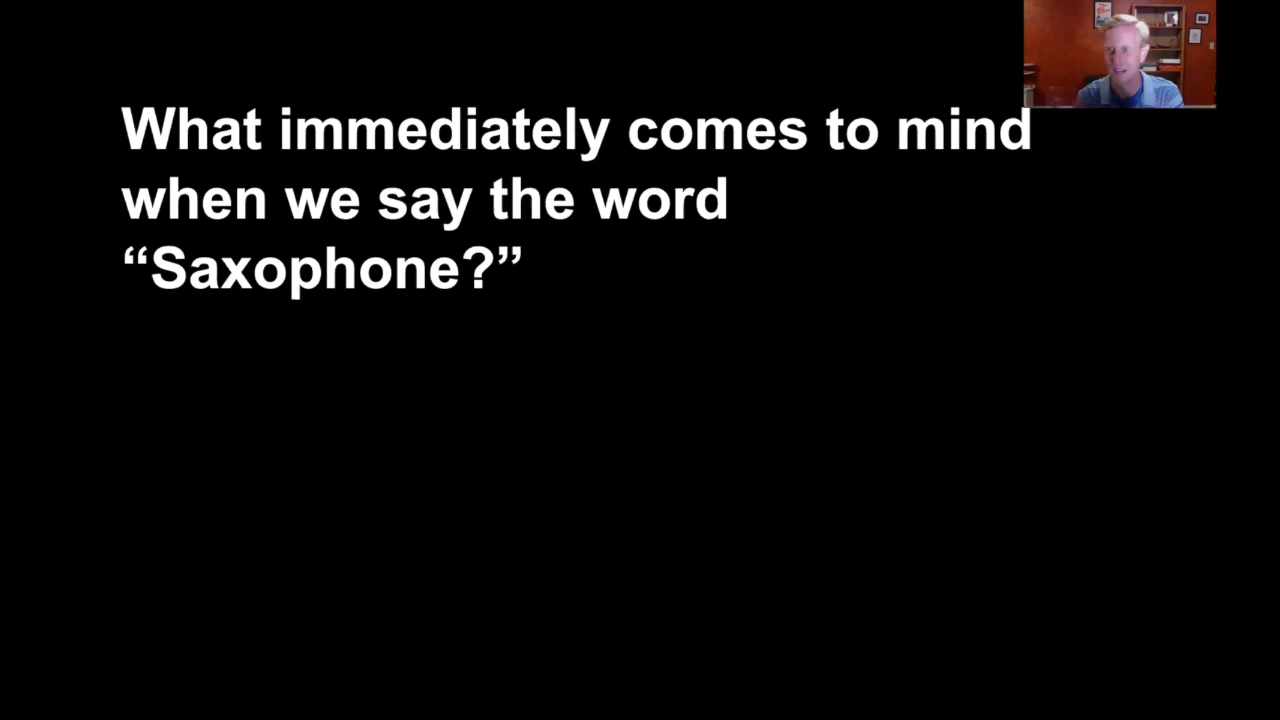 What immediately comes to mind
when we say the word
“Saxophone?”